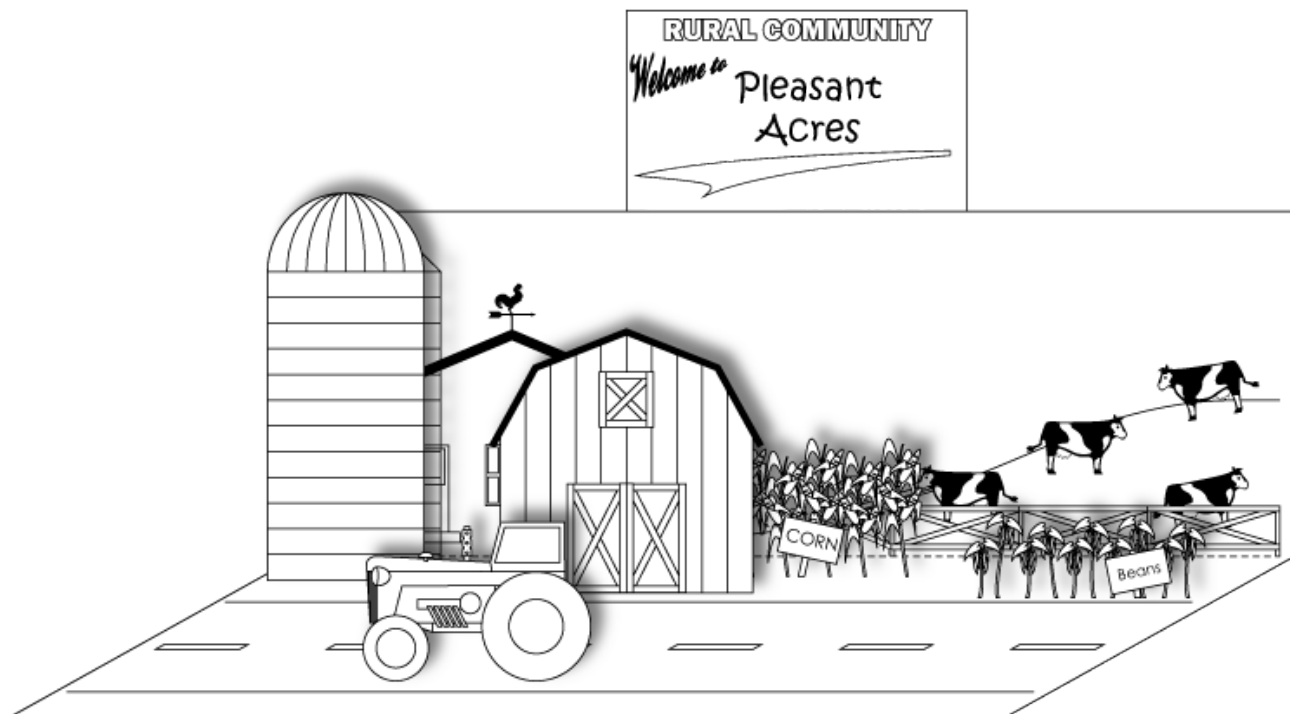 RURAL COMMUNITY
Welcome to
Pleasant
Acres
CORN
Beans